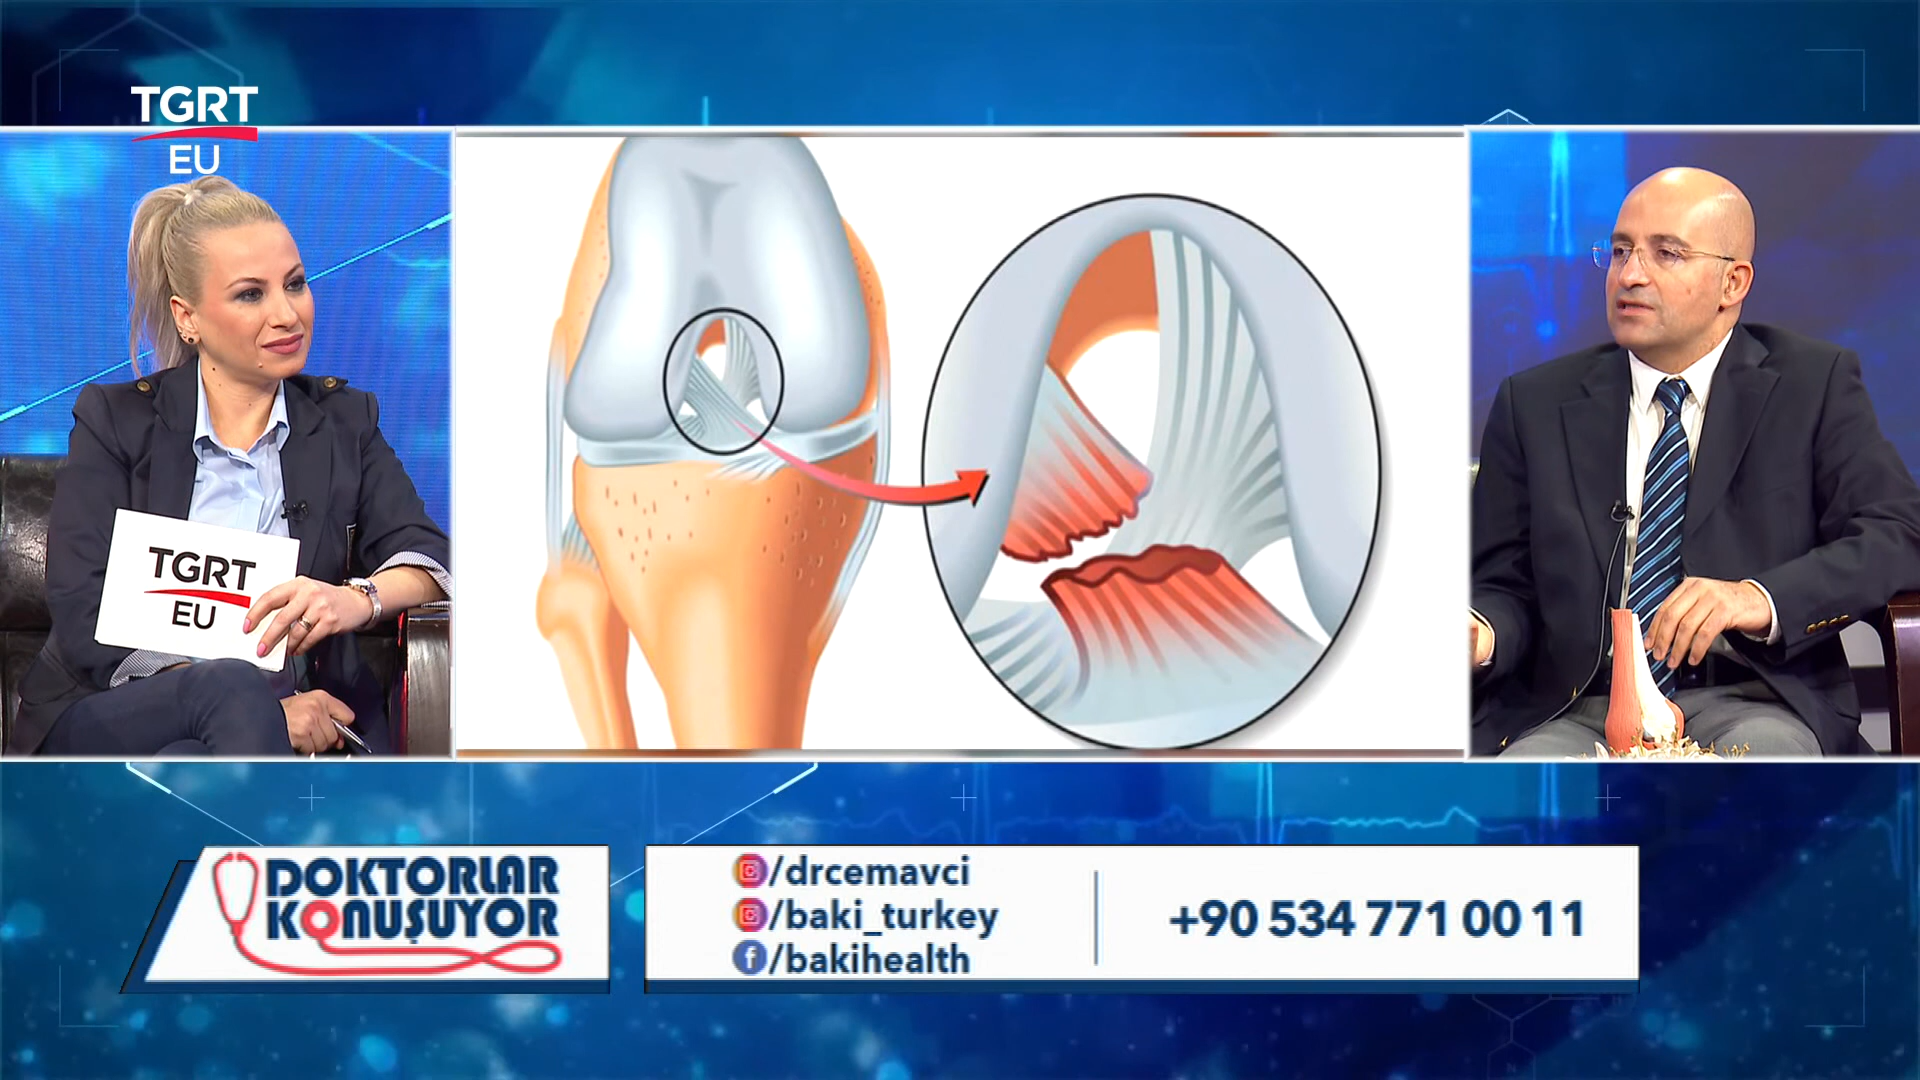 TGRT
EU
TGRT
EU
DOKTORLAR
KONUŞUYOR
/drcemavci
/baki_turkey
/bakihealth
+90 534 771 00 11